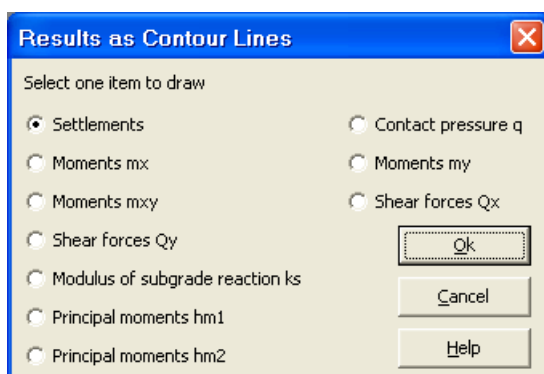 Results as Contour Lines
Select one item to draw
Settlements
Contact pressure q
Moments mx
Moments my
Moments mxy
Shear forces Qx
Shear forces Qy
Ok
Modulus of subgrade reaction ks
Cancel
Principal moments hm1
Principal moments hm2
Help